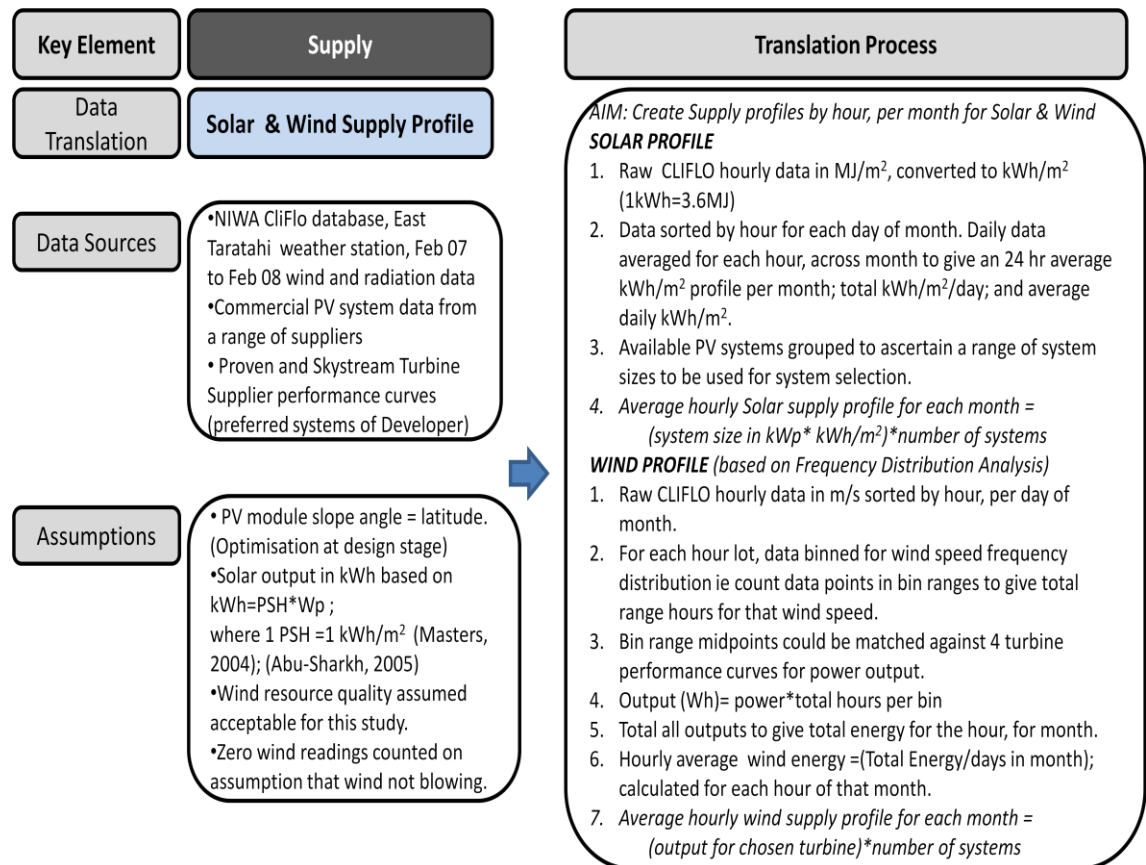 Key Element
Supply
Data
Translation
Solar & Wind Supply Profile
Data Sources
•NIWA CliFlo database, East
Taratahi weather station, Feb 07
to Feb 08 wind and radiation data
•Commercial PV system data from
a range of suppliers
• Proven and Skystream Turbine
Supplier performance curves
(preferred systems of Developer)
Assumptions
• PV module slope angle = latitude.
(Optimisation at design stage)
•Solar output in kWh based on
kWh=PSH*Wp ;
where 1 PSH =1 kWh/m² (Masters,
2004); (Abu-Sharkh, 2005)
•Wind resource quality assumed
acceptable for this study.
•Zero wind readings counted on
assumption that wind not blowing.
Translation Process
AIM: Create Supply profiles by hour, per month for Solar & Wind
SOLAR PROFILE
1. Raw CLIFLO hourly data in MJ/m², converted to kWh/m²
(1kWh=3.6MJ)
2. Data sorted by hour for each day of month. Daily data
averaged for each hour, across month to give an 24 hr average
kWh/m² profile per month; total kWh/m²/day; and average
daily kWh/m².
3. Available PV systems grouped to ascertain a range of system
sizes to be used for system selection.
4. Average hourly Solar supply profile for each month =
(system size in kWp* kWh/m²)*number of systems
WIND PROFILE (based on Frequency Distribution Analysis)
1. Raw CLIFLO hourly data in m/s sorted by hour, per day of
month.
2. For each hour lot, data binned for wind speed frequency
distribution ie count data points in bin ranges to give total
range hours for that wind speed.
3. Bin range midpoints could be matched against 4 turbine
performance curves for power output.
4. Output (Wh)= power*total hours per bin
5. Total all outputs to give total energy for the hour, for month.
6. Hourly average wind energy =(Total Energy/days in month);
calculated for each hour of that month.
7. Average hourly wind supply profile for each month =
(output for chosen turbine)*number of systems